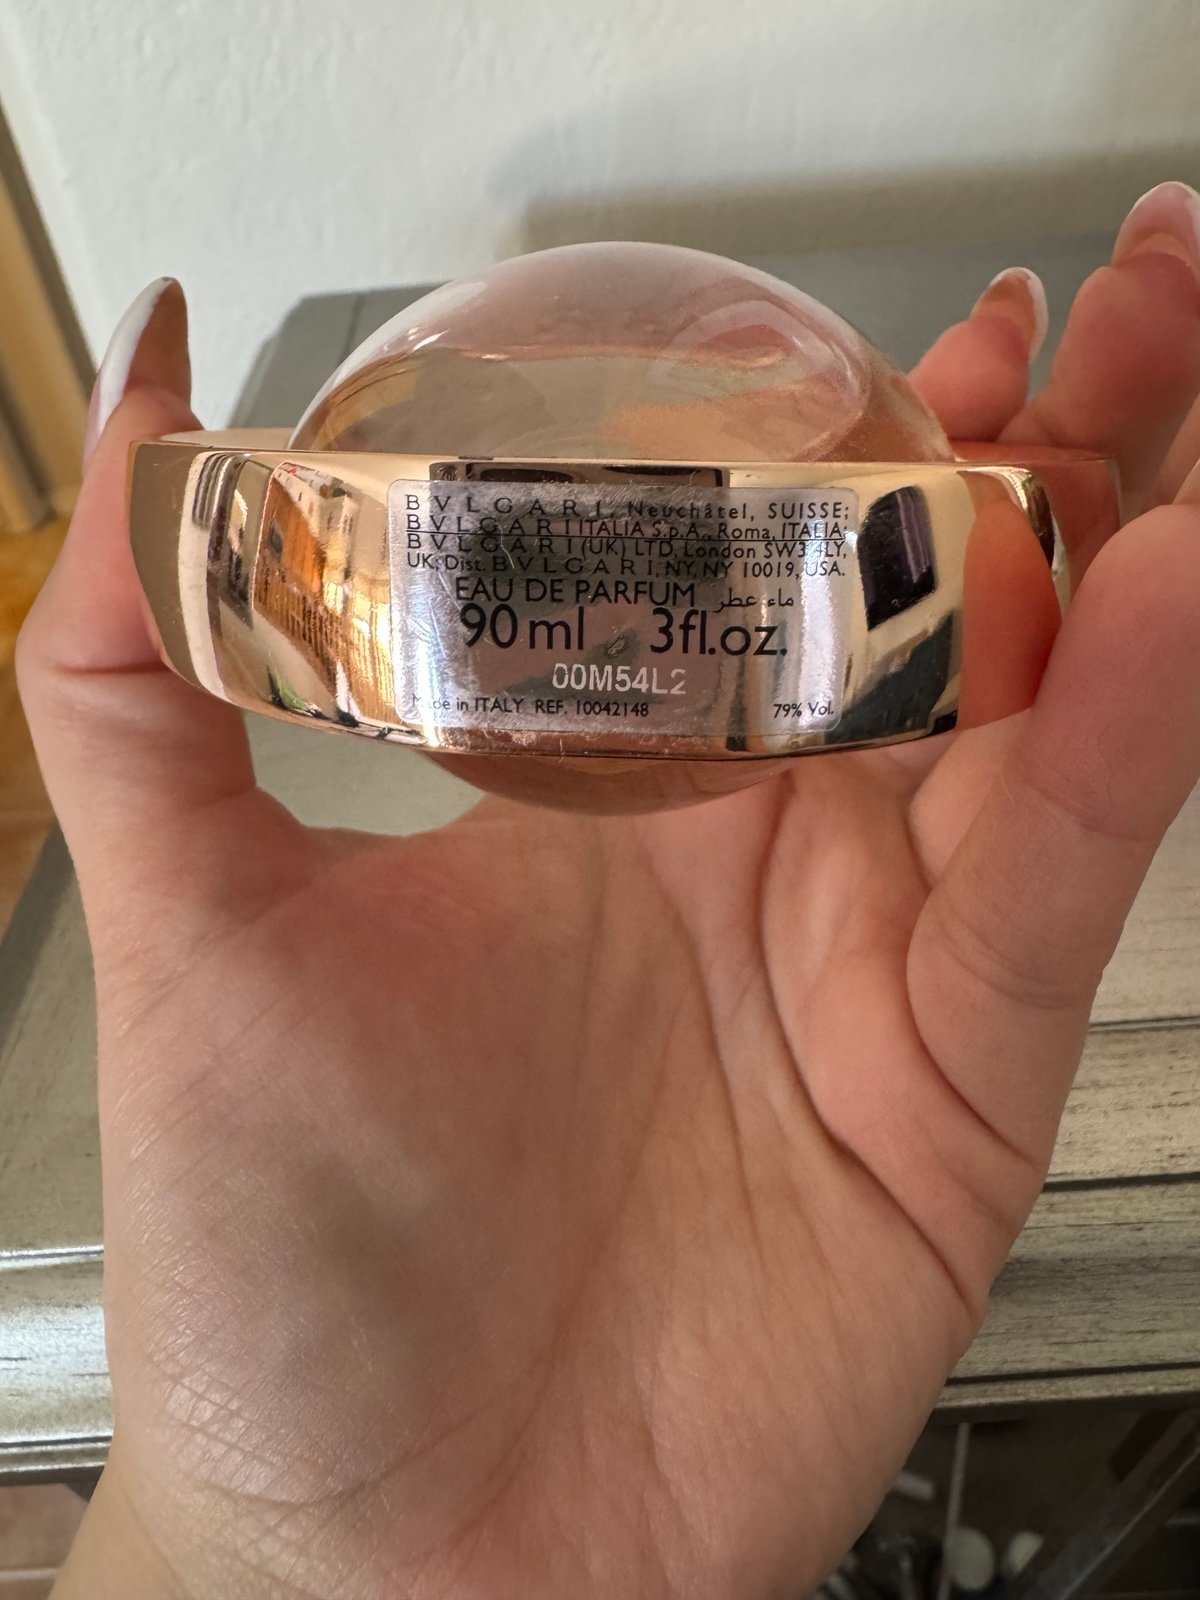 BVLGARI, Neuchâtel, SUISSE;
BVLGARI ITALIA S.p.A., Roma, ITALIA;
BVLGARI (UK) LTD, London SW3 4LY,
UK; Dist. BVLGARI, NY, NY 10019, USA.
EAU DE PARFUM ماء عطر
90 ml 3fl.oz.
00M54L2
Made in ITALY REF. 10042148 79% Vol.